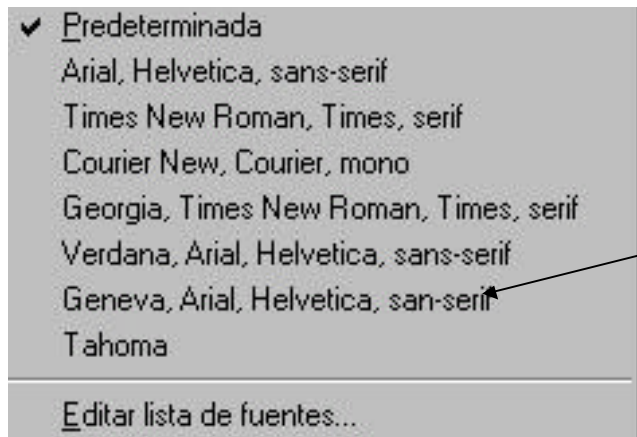 Predeterminada
Arial, Helvetica, sans-serif
Times New Roman, Times, serif
Courier New, Courier, mono
Georgia, Times New Roman, Times, serif
Verdana, Arial, Helvetica, sans-serif
Geneva, Arial, Helvetica, san-serif
Tahoma
Editar lista de fuentes...